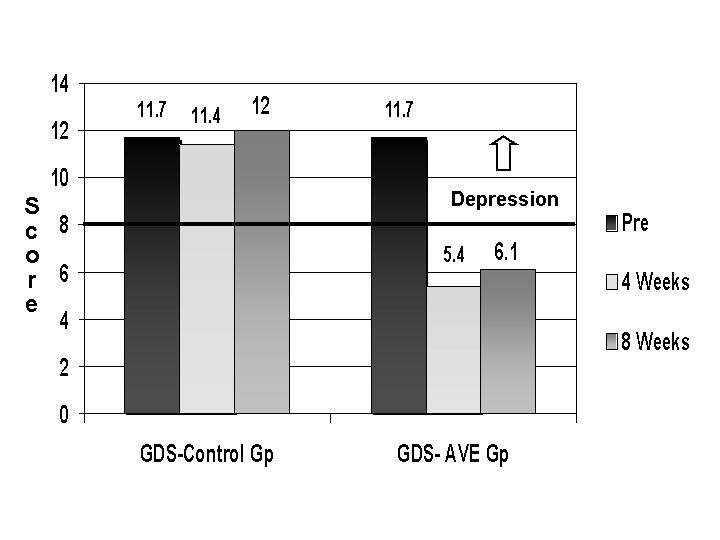 14
12
10
8
6
4
2
0
Score
11.7
11.4
12
11.7
5.4
6.1
Depression
Pre
4 Weeks
8 Weeks
GDS-Control Gp
GDS- AVE Gp